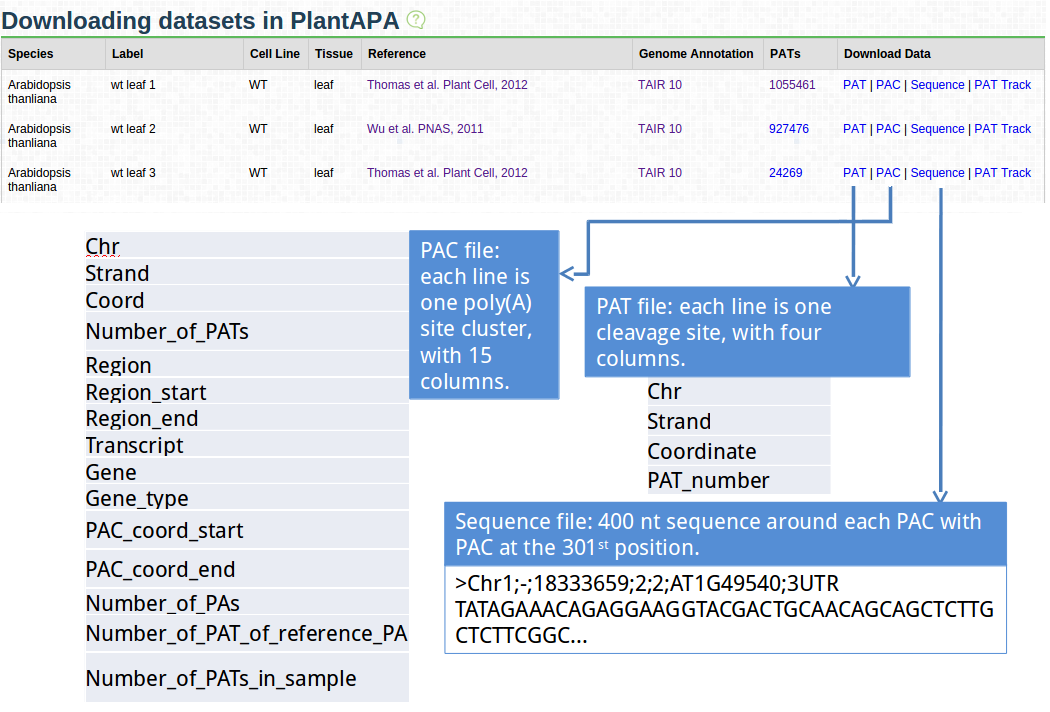 Downloading datasets in PlantAPA ?
Species Label Cell Line Tissue Reference Genome Annotation PATs Download Data
Arabidopsis thanliana wt leaf 1 WT leaf Thomas et al. Plant Cell, 2012 TAIR 10 1055461 PAT | PAC | Sequence | PAT Track
Arabidopsis thanliana wt leaf 2 WT leaf Wu et al. PNAS, 2011 TAIR 10 927476 PAT | PAC | Sequence | PAT Track
Arabidopsis thanliana wt leaf 3 WT leaf Thomas et al. Plant Cell, 2012 TAIR 10 24269 PAT | PAC | Sequence | PAT Track
Chr
Strand
Coord
Number_of_PATs
Region
Region_start
Region_end
Transcript
Gene
Gene_type
PAC_coord_start
PAC_coord_end
Number_of_PAs
Number_of_PAT_of_reference_PA
Number_of_PATs_in_sample
PAC file:
each line is
one poly(A)
site cluster,
with 15
columns.
PAT file: each line is one
cleavage site, with four
columns.
Chr
Strand
Coordinate
PAT_number
Sequence file: 400 nt sequence around each PAC with
PAC at the 301st position.
>Chr1;-;18333659;2;2;AT1G49540;3UTR
TATAGAAACAGAGGAAGGTACGACTGCAACAGCAGCTCTTG
CTCTTCGGC...